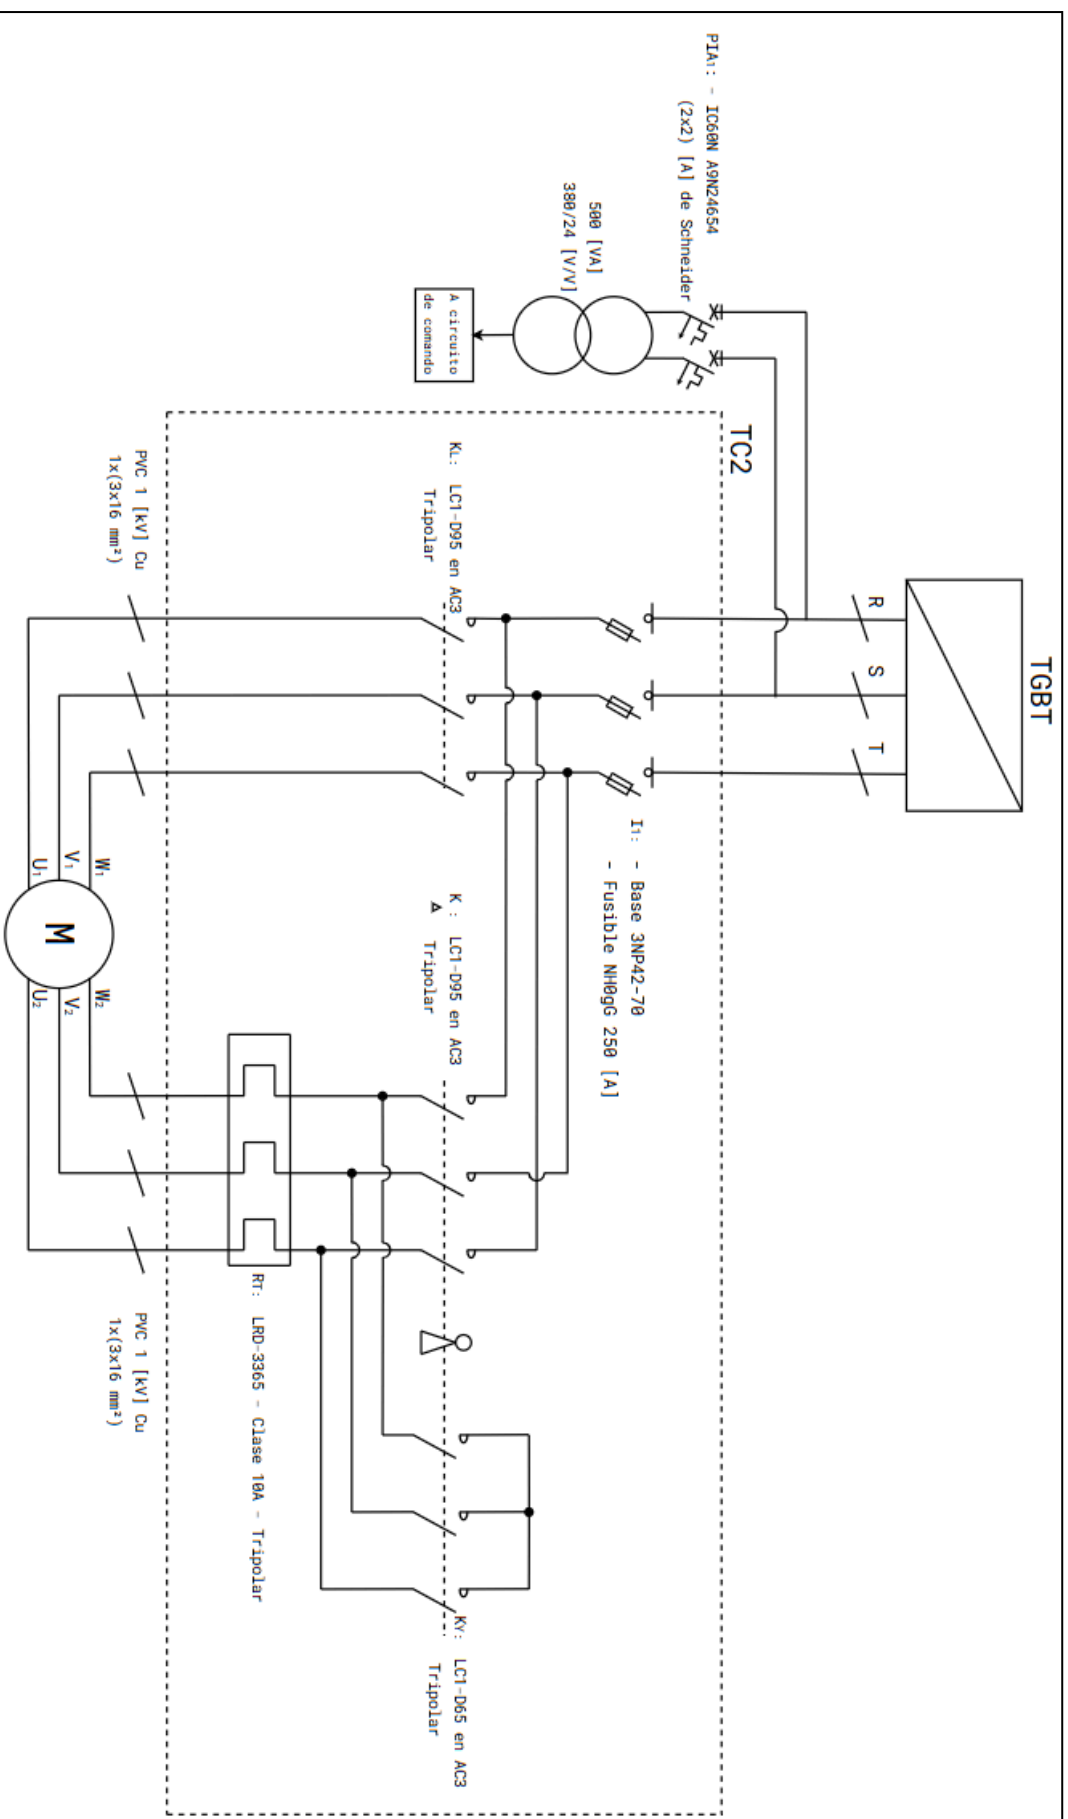 TGBT
R
S
T
PIA1: - IC60N A9N24654
(2x2) [A] de Schneider
500 [VA]
380/24 [V/V]
A circuito
de comando
TC2
I1: - Base 3NP42-70
- Fusible NH0gG 250 [A]
KL: LC1-D95 en AC3
Tripolar
K : LC1-D95 en AC3
Δ Tripolar
KY: LC1-D65 en AC3
Tripolar
RT: LRD-3365 - Clase 10A - Tripolar
PVC 1 [kV] Cu
1x(3x16 mm²)
PVC 1 [kV] Cu
1x(3x16 mm²)
W1
V1
U1
M
W2
V2
U2